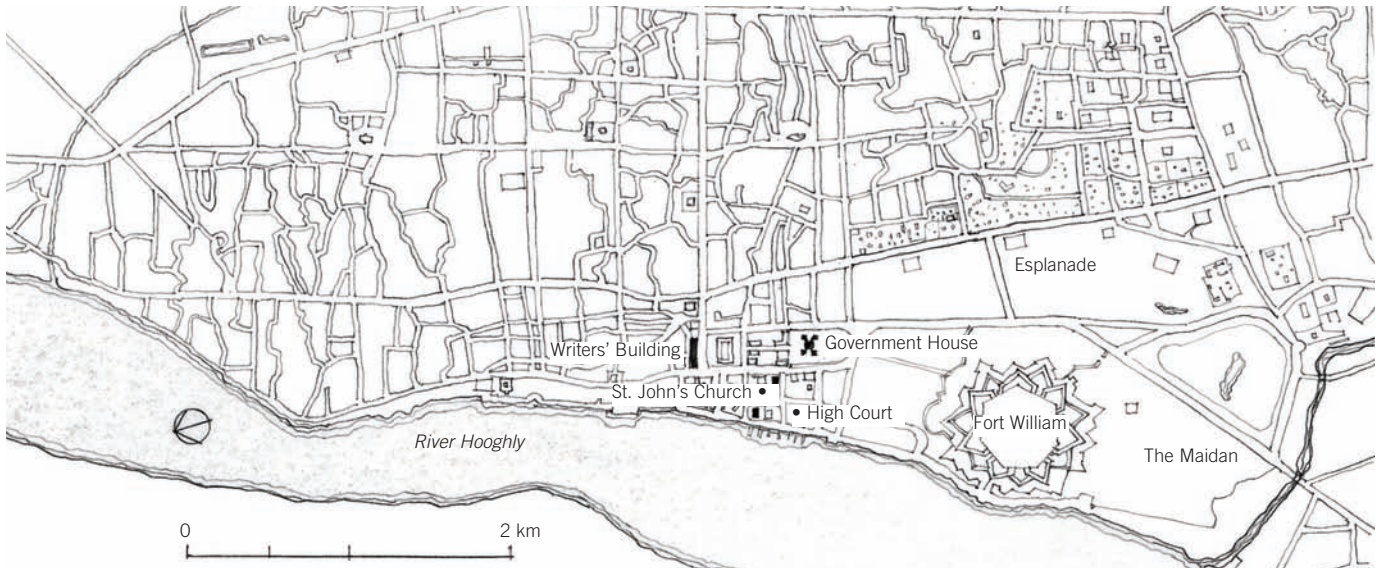 Esplanade
Writers’ Building
Government House
St. John’s Church
High Court
Fort William
River Hooghly
The Maidan
0
2 km